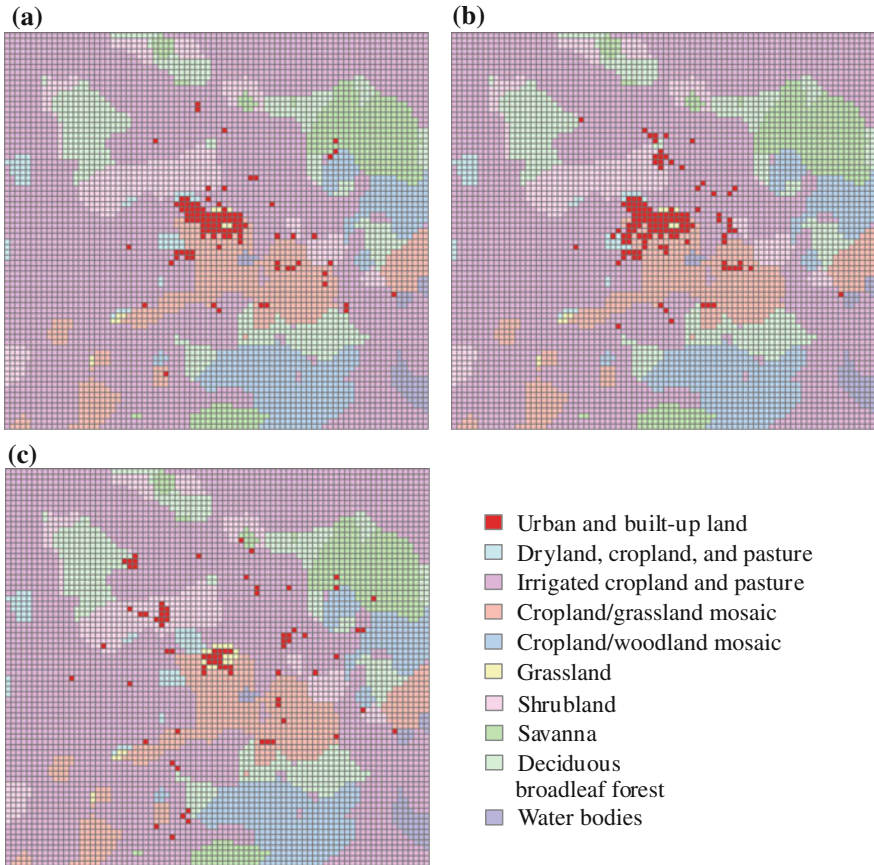 (a)
(b)
(c)
Urban and built-up land
Dryland, cropland, and pasture
Irrigated cropland and pasture
Cropland/grassland mosaic
Cropland/woodland mosaic
Grassland
Shrubland
Savanna
Deciduous
broadleaf forest
Water bodies